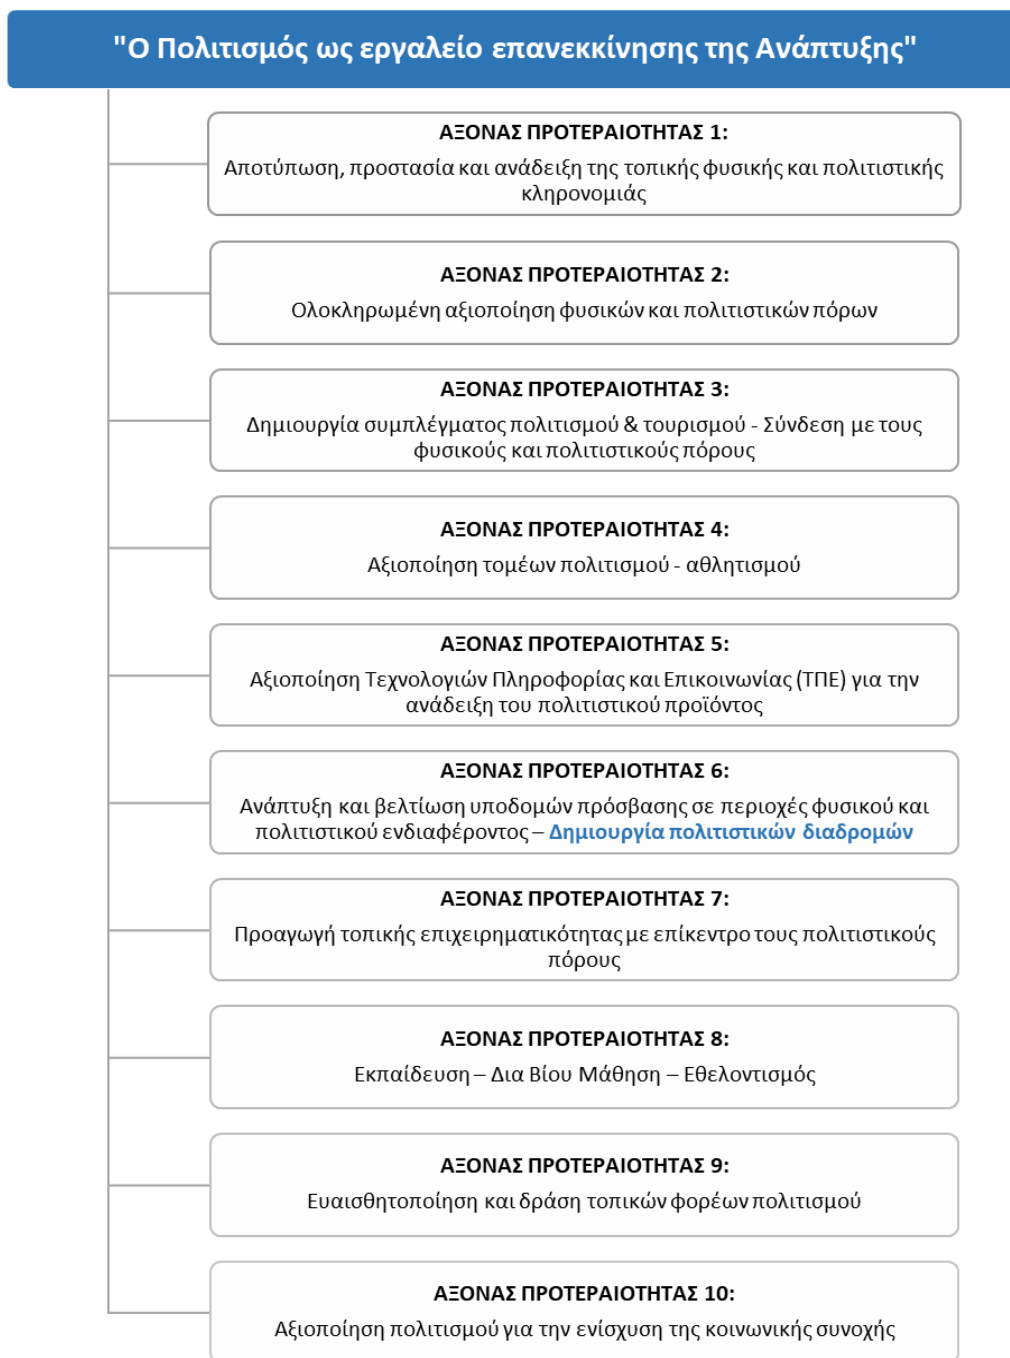 "Ο Πολιτισμός ως εργαλείο επανεκκίνησης της Ανάπτυξης"
ΑΞΟΝΑΣ ΠΡΟΤΕΡΑΙΟΤΗΤΑΣ 1:
Αποτύπωση, προστασία και ανάδειξη της τοπικής φυσικής και πολιτιστικής
κληρονομιάς
ΑΞΟΝΑΣ ΠΡΟΤΕΡΑΙΟΤΗΤΑΣ 2:
Ολοκληρωμένη αξιοποίηση φυσικών και πολιτιστικών πόρων
ΑΞΟΝΑΣ ΠΡΟΤΕΡΑΙΟΤΗΤΑΣ 3:
Δημιουργία συμπλέγματος πολιτισμού & τουρισμού - Σύνδεση με τους
φυσικούς και πολιτιστικούς πόρους
ΑΞΟΝΑΣ ΠΡΟΤΕΡΑΙΟΤΗΤΑΣ 4:
Αξιοποίηση τομέων πολιτισμού - αθλητισμού
ΑΞΟΝΑΣ ΠΡΟΤΕΡΑΙΟΤΗΤΑΣ 5:
Αξιοποίηση Τεχνολογιών Πληροφορίας και Επικοινωνίας (ΤΠΕ) για την
ανάδειξη του πολιτιστικού προϊόντος
ΑΞΟΝΑΣ ΠΡΟΤΕΡΑΙΟΤΗΤΑΣ 6:
Ανάπτυξη και βελτίωση υποδομών πρόσβασης σε περιοχές φυσικού και
πολιτιστικού ενδιαφέροντος – Δημιουργία πολιτιστικών διαδρομών
ΑΞΟΝΑΣ ΠΡΟΤΕΡΑΙΟΤΗΤΑΣ 7:
Προαγωγή τοπικής επιχειρηματικότητας με επίκεντρο τους πολιτιστικούς
πόρους
ΑΞΟΝΑΣ ΠΡΟΤΕΡΑΙΟΤΗΤΑΣ 8:
Εκπαίδευση – Δια Βίου Μάθηση – Εθελοντισμός
ΑΞΟΝΑΣ ΠΡΟΤΕΡΑΙΟΤΗΤΑΣ 9:
Ευαισθητοποίηση και δράση τοπικών φορέων πολιτισμού
ΑΞΟΝΑΣ ΠΡΟΤΕΡΑΙΟΤΗΤΑΣ 10:
Αξιοποίηση πολιτισμού για την ενίσχυση της κοινωνικής συνοχής